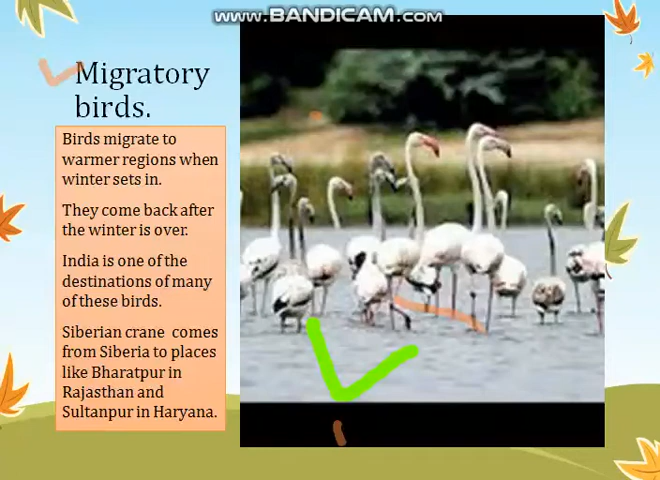 www.BANDICAM.com
Migratory
birds.
Birds migrate to
warmer regions when
winter sets in.
They come back after
the winter is over.
India is one of the
destinations of many
of these birds.
Siberian crane comes
from Siberia to places
like Bharatpur in
Rajasthan and
Sultanpur in Haryana.